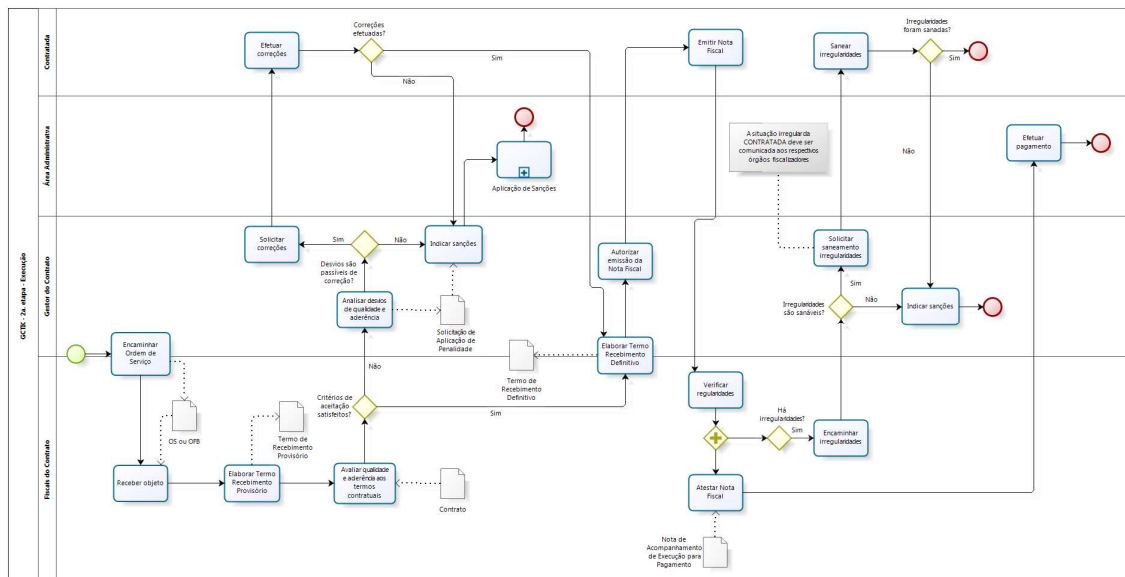 GCTIC - 2a. etapa - Execução
Contratada
Efetuar
correções
Correções
efetuadas?
Sim
Não
Emitir Nota
Fiscal
Sanear
irregularidades
Irregularidades
foram sanadas?
Sim
Não
Área Administrativa
Aplicação de Sanções
A situação irregular da
CONTRATADA deve ser
comunicada aos respectivos
órgãos fiscalizadores
Efetuar
pagamento
Gestor do Contrato
Solicitar
correções
Sim
Não
Desvios são
passíveis de
correção?
Indicar sanções
Analisar desvios
de qualidade e
aderência
Solicitação de
Aplicação de
Penalidade
Autorizar
emissão da
Nota Fiscal
Solicitar
saneamento
irregularidades
Sim
Irregularidades
são sanáveis?
Não
Indicar sanções
Encaminhar
Ordem de
Serviço
Elaborar Termo
Recebimento
Definitivo
Termo de
Recebimento
Definitivo
Fiscais do Contrato
OS ou OFB
Receber objeto
Termo de
Recebimento
Provisório
Elaborar Termo
Recebimento
Provisório
Não
Critérios de
aceitação
satisfeitos?
Sim
Avaliar qualidade
e aderência aos
termos
contratuais
Contrato
Verificar
regularidades
Há
irregularidades?
Sim
Encaminhar
irregularidades
Atestar Nota
Fiscal
Nota de
Acompanhamento
de Execução para
Pagamento